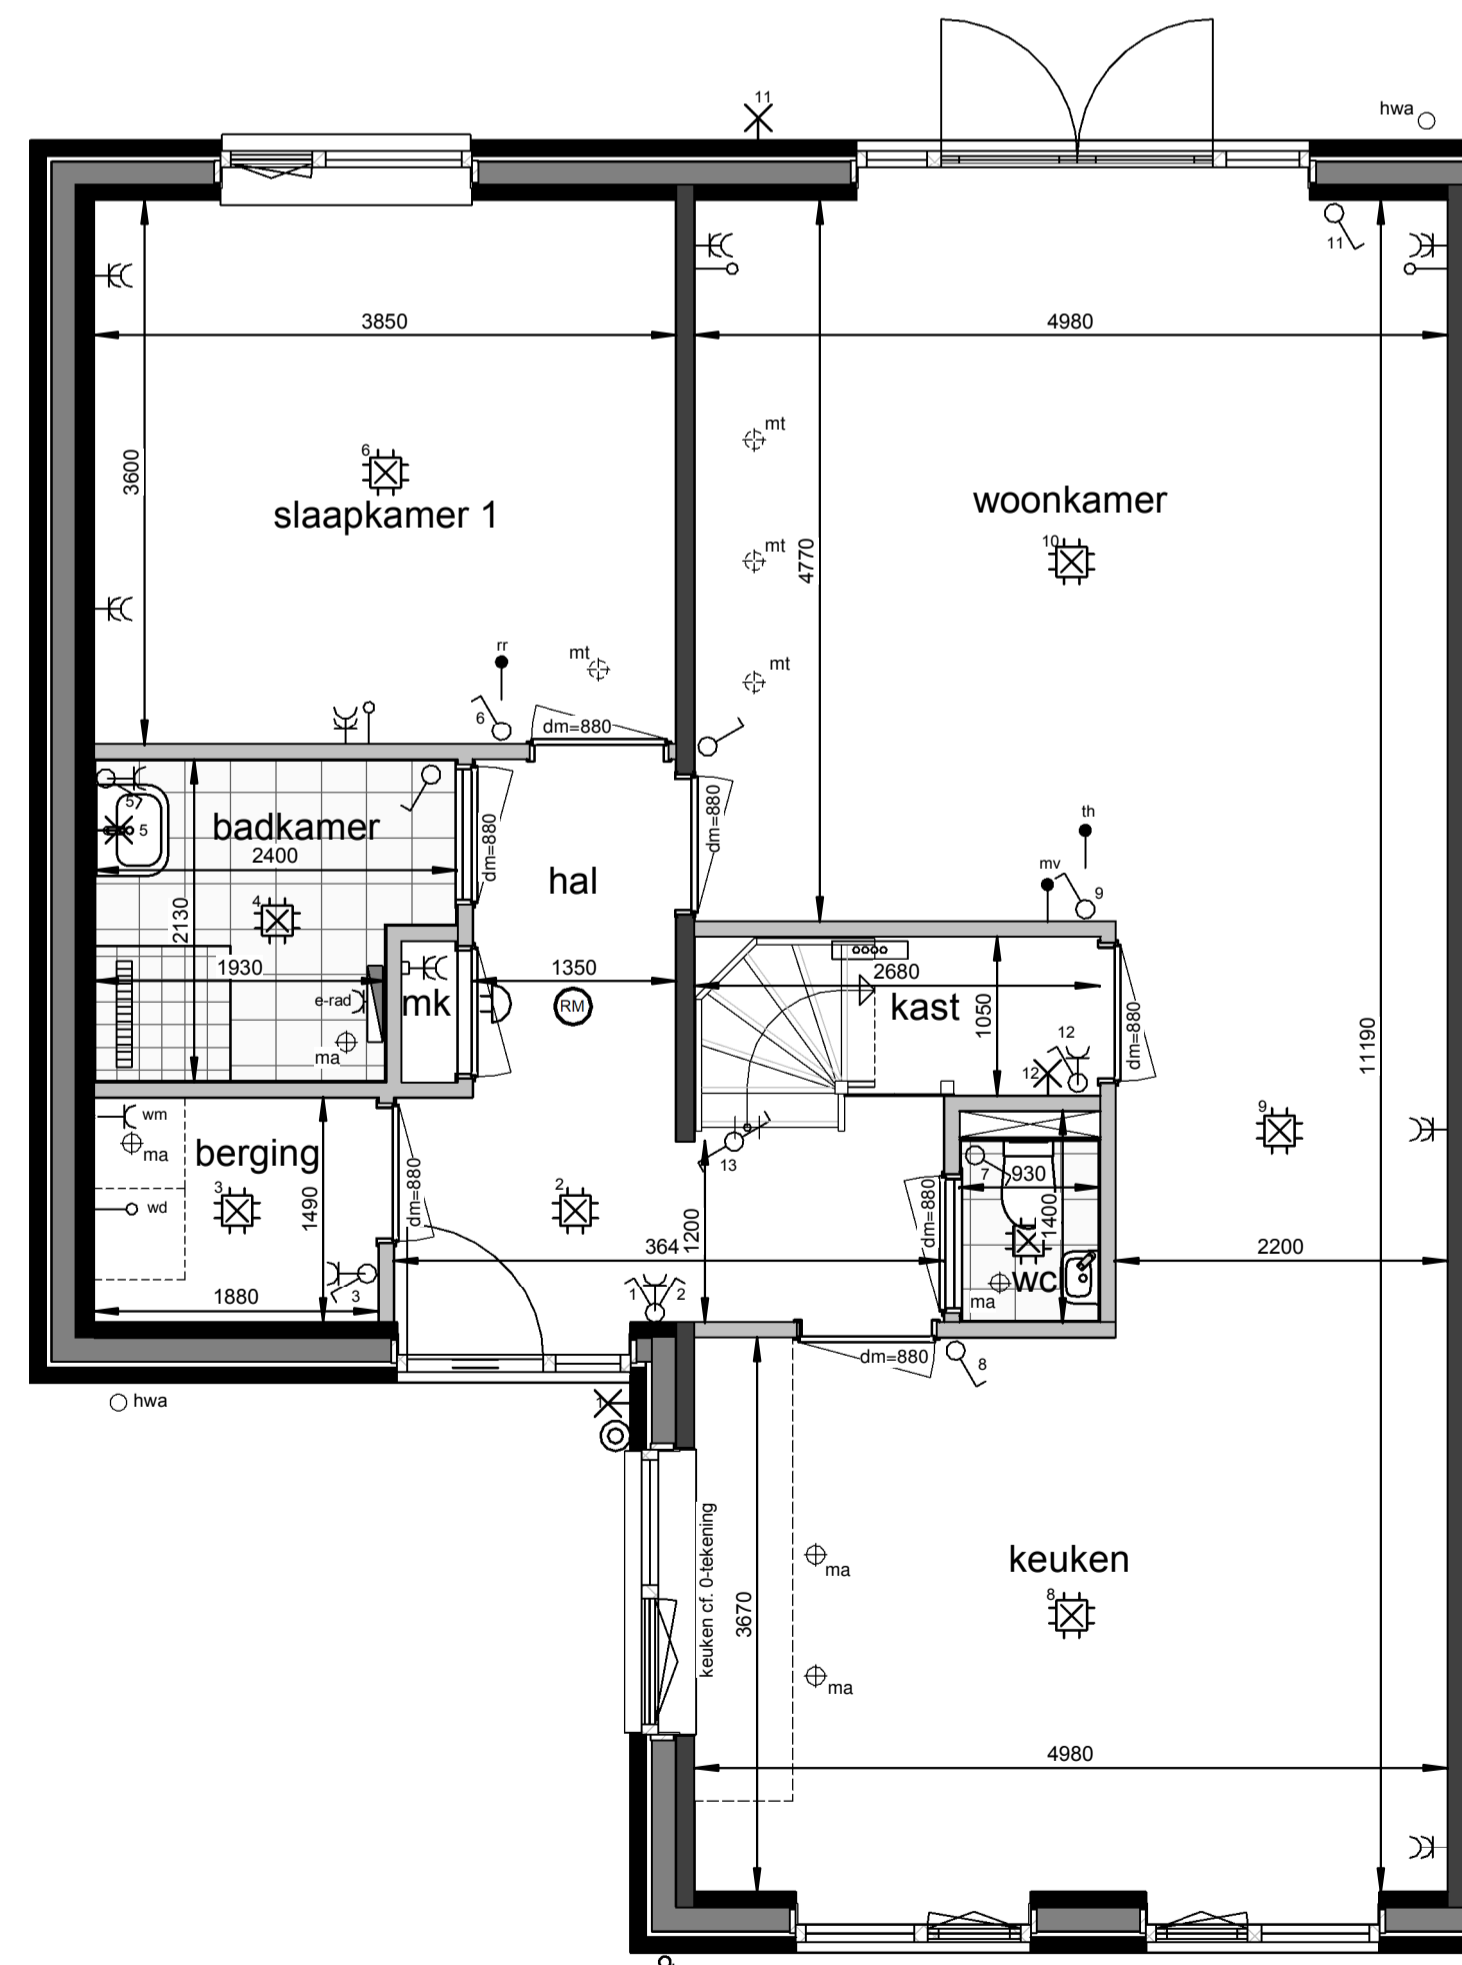 11
hwa
11
3850
4980
mt
6
3600
slaapkamer 1
woonkamer
10
mt
4770
rr
mt
mt
6
dm=880
5
5
badkamer
2400
dm=880
dm=880
th
hal
mv
9
4
2130
1930
1350
2680
e-rad
mk
RM
kast
1050
dm=880
11190
ma
12
12
wm
ma
berging
13
9
7
930
3
wd
1490
dm=880
2
1200
dm=880
1400
364
2200
wc
ma
1880
3
1
2
dm=880
8
hwa
1
keuken cf. 0-tekening
ma
keuken
8
3670
ma
4980